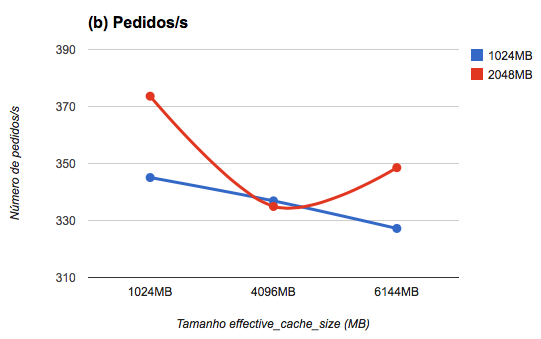 (b) Pedidos/s
1024MB
2048MB
Número de pedidos/s
390
370
350
330
310
1024MB
4096MB
6144MB
Tamanho effective_cache_size (MB)